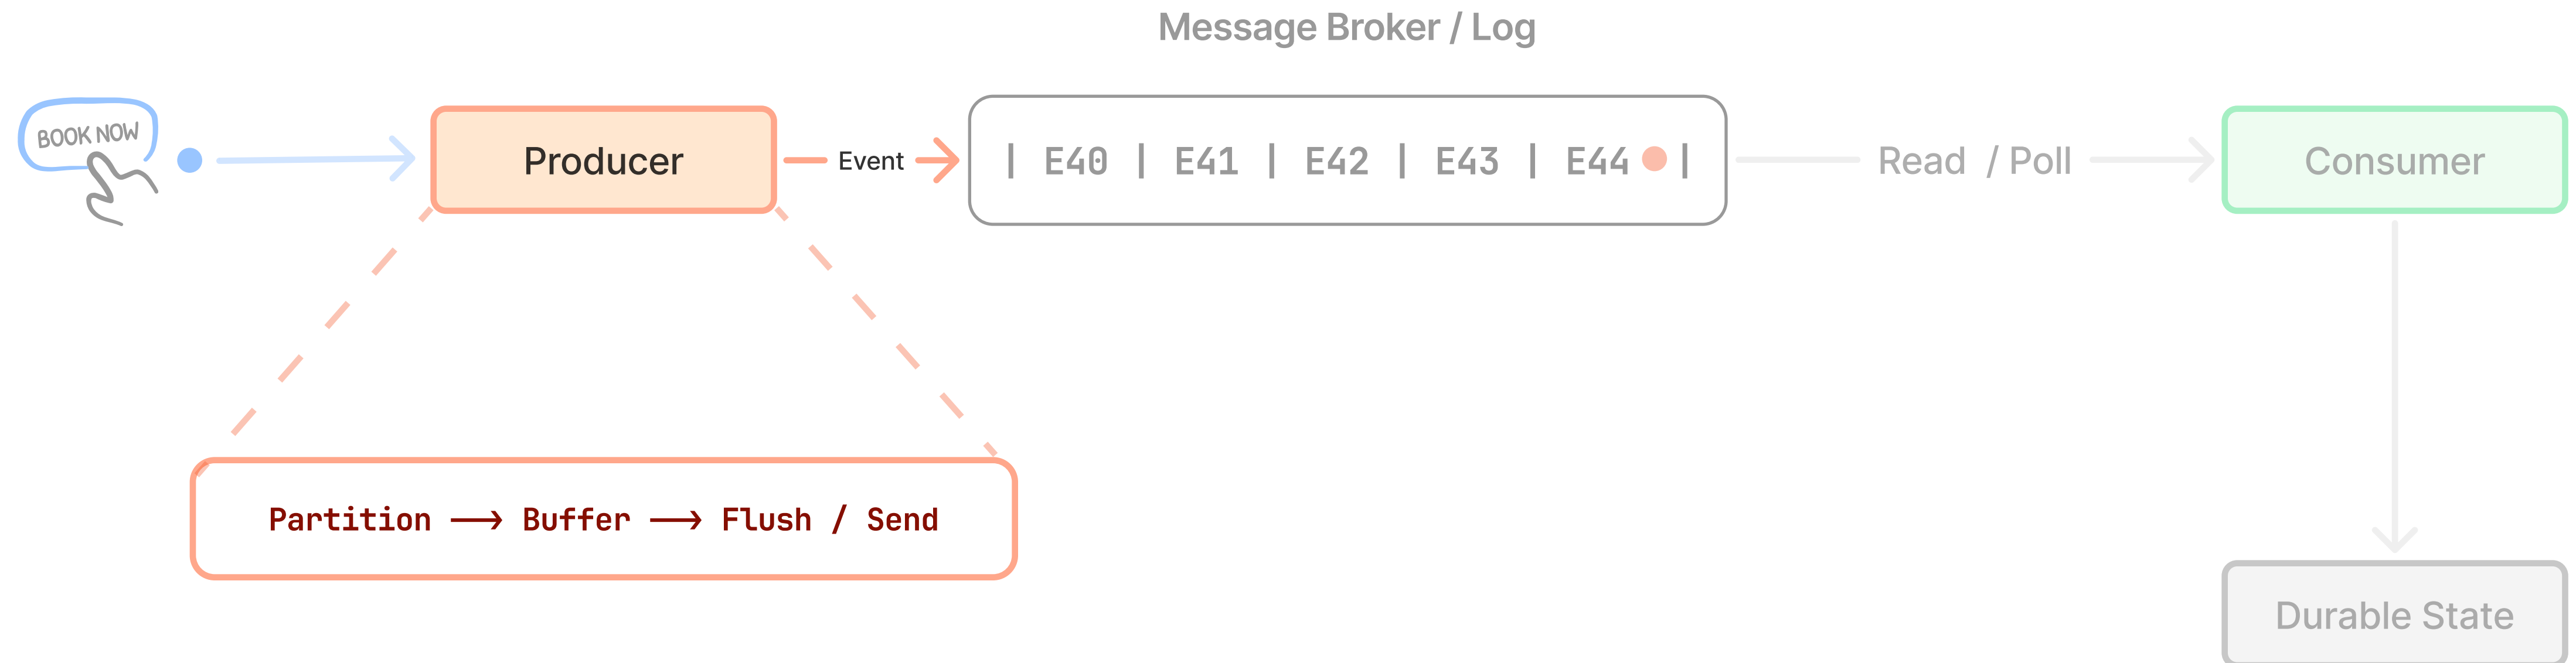 Message Broker / Log
BOOK NOW
Producer
Event
| E40 | E41 | E42 | E43 | E44 |
Read / Poll
Consumer
Partition ⟶ Buffer ⟶ Flush / Send
Durable State